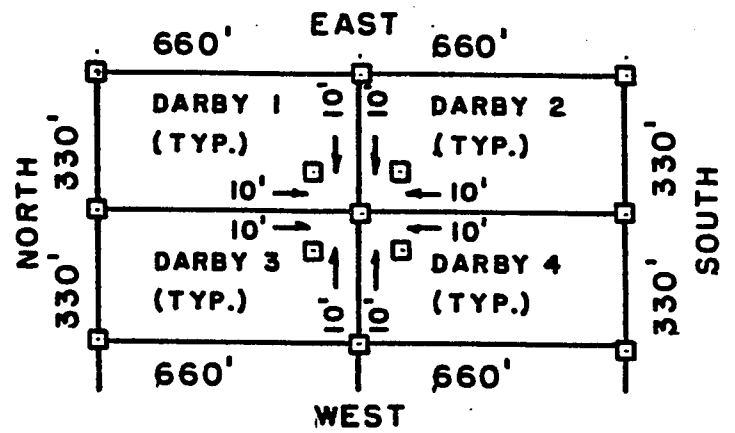 EAST
660' 660'
DARBY 1
(TYP.)
10' 10'
DARBY 2
(TYP.)
330' 330'
10' 10'
NORTH
SOUTH
10' 10'
DARBY 3
(TYP.)
DARBY 4
(TYP.)
330' 330'
10' 10'
660' 660'
WEST